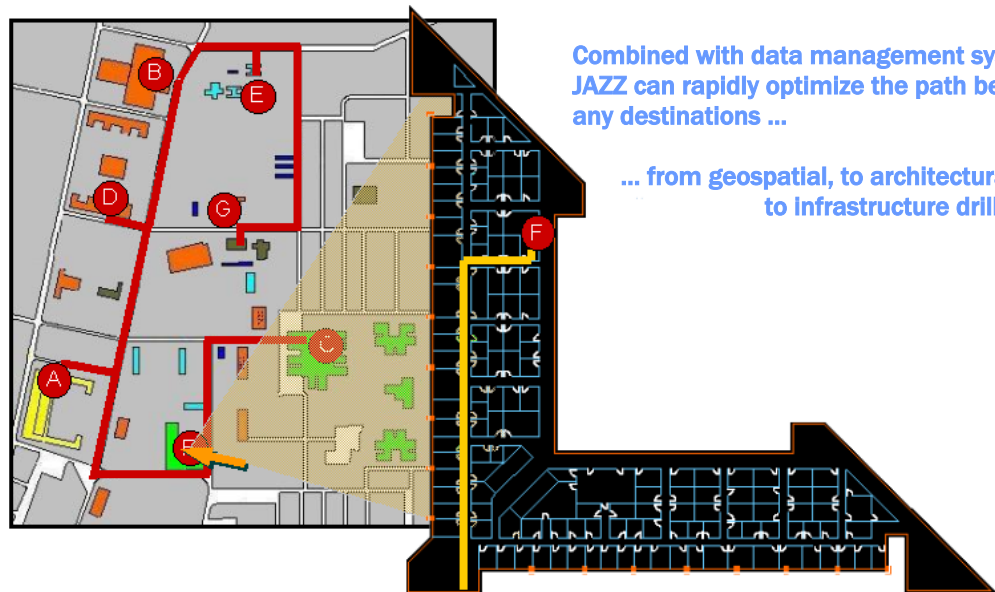 Combined with data management sy
JAZZ can rapidly optimize the path be
any destinations ...
... from geospatial, to architectur
to infrastructure drill
B
E
D
G
F
C
A
F